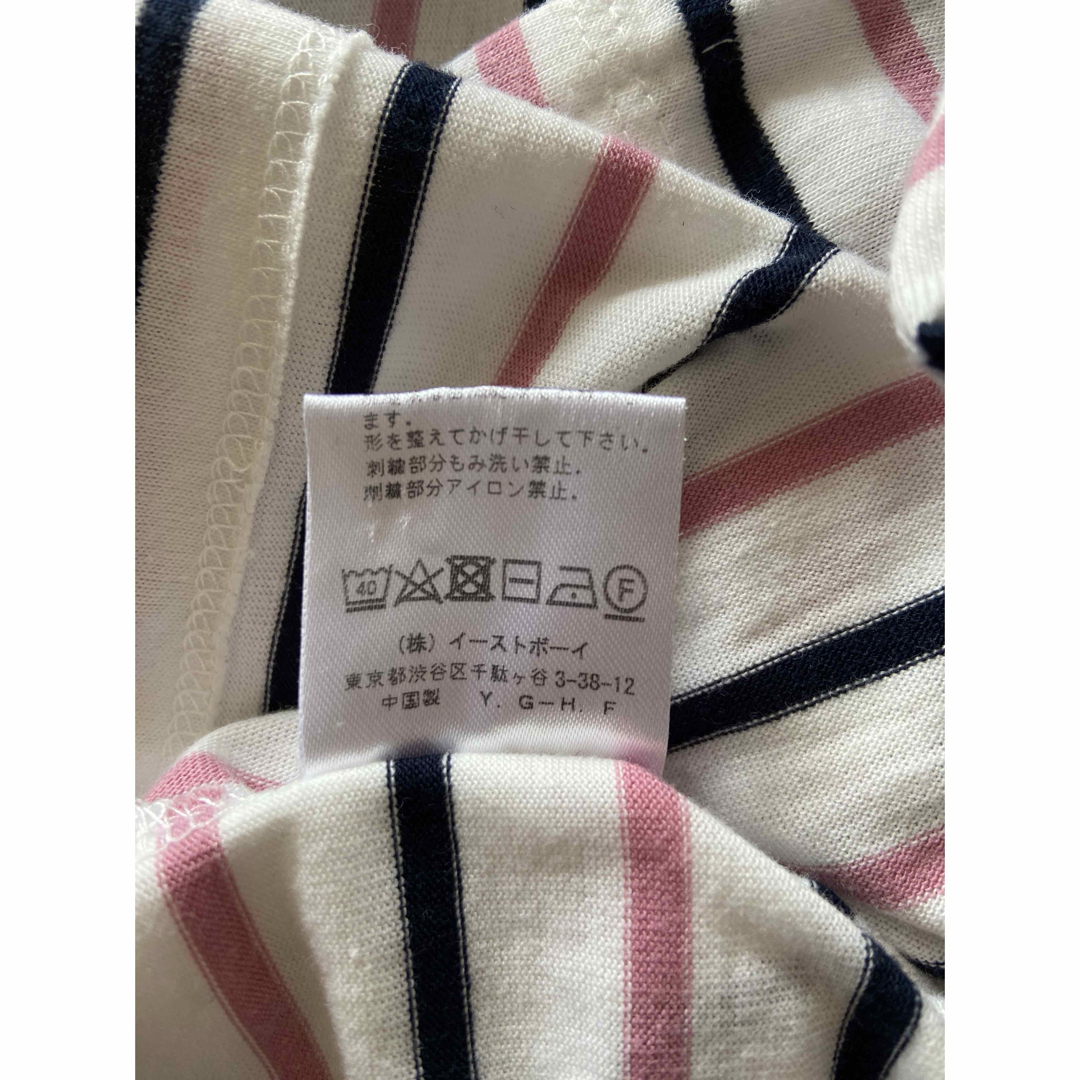 ます。
形を整えてかげ干して下さい。
刺繍部分もみ洗い禁止。
刺繍部分アイロン禁止。
40 F
(株) イーストボーイ
東京都渋谷区千駄ヶ谷 3-38-12
中国製 Y. G-H. F